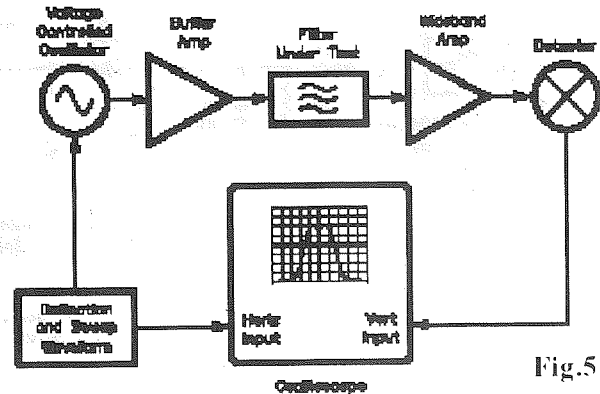 Voltage
Controlled
Oscillator
Buffer
Amp
Filter
Under Test
Wideband
Amp
Detector
Deflection
and Sweep
Waveform
Horiz
Input
Vert
Input
Oscilloscope
Fig.5